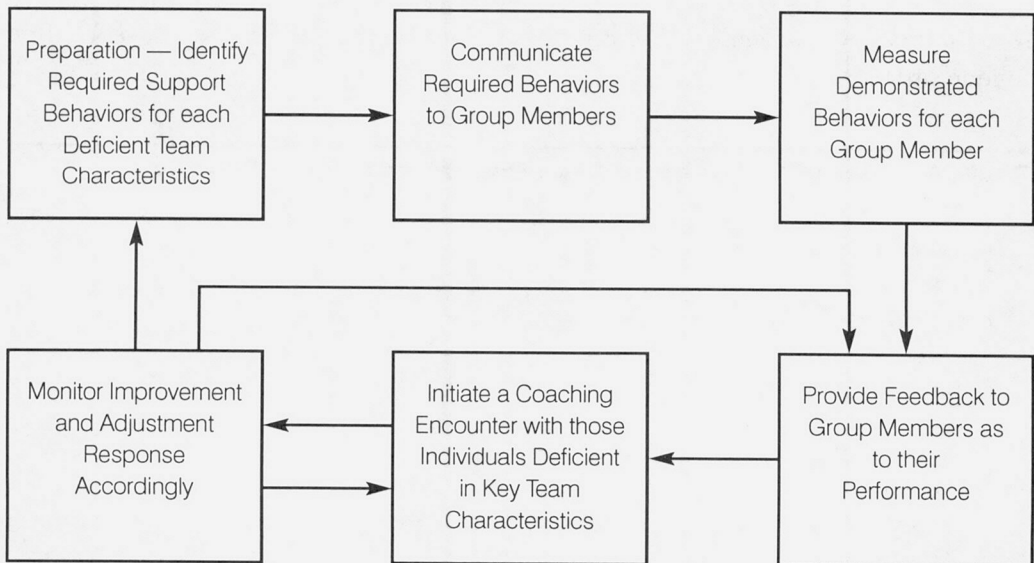 Preparation — Identify
Required Support
Behaviors for each
Deficient Team
Characteristics
Communicate
Required Behaviors
to Group Members
Measure
Demonstrated
Behaviors for each
Group Member
Monitor Improvement
and Adjustment
Response
Accordingly
Initiate a Coaching
Encounter with those
Individuals Deficient
in Key Team
Characteristics
Provide Feedback to
Group Members as
to their
Performance